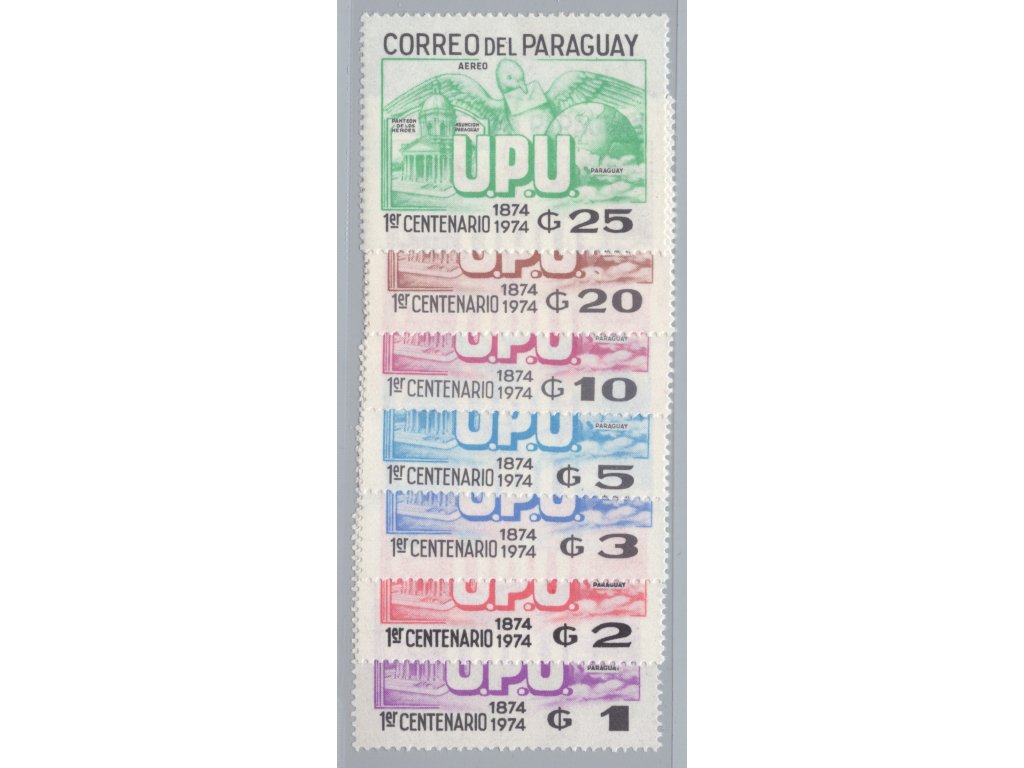 CORREO DEL PARAGUAY
AEREO
PANTEON
DE LOS
HEROES
ASUNCION
PARAGUAY
PARAGUAY
U.P.U.
1er CENTENARIO 1874 1974 ₲ 25
U.P.U.
1er CENTENARIO 1874 1974 ₲ 20
PARAGUAY
U.P.U.
1er CENTENARIO 1874 1974 ₲ 10
PARAGUAY
U.P.U.
1er CENTENARIO 1874 1974 ₲ 5
U.P.U.
1er CENTENARIO 1874 1974 ₲ 3
PARAGUAY
U.P.U.
1er CENTENARIO 1874 1974 ₲ 2
PARAGUAY
U.P.U.
1er CENTENARIO 1874 1974 ₲ 1